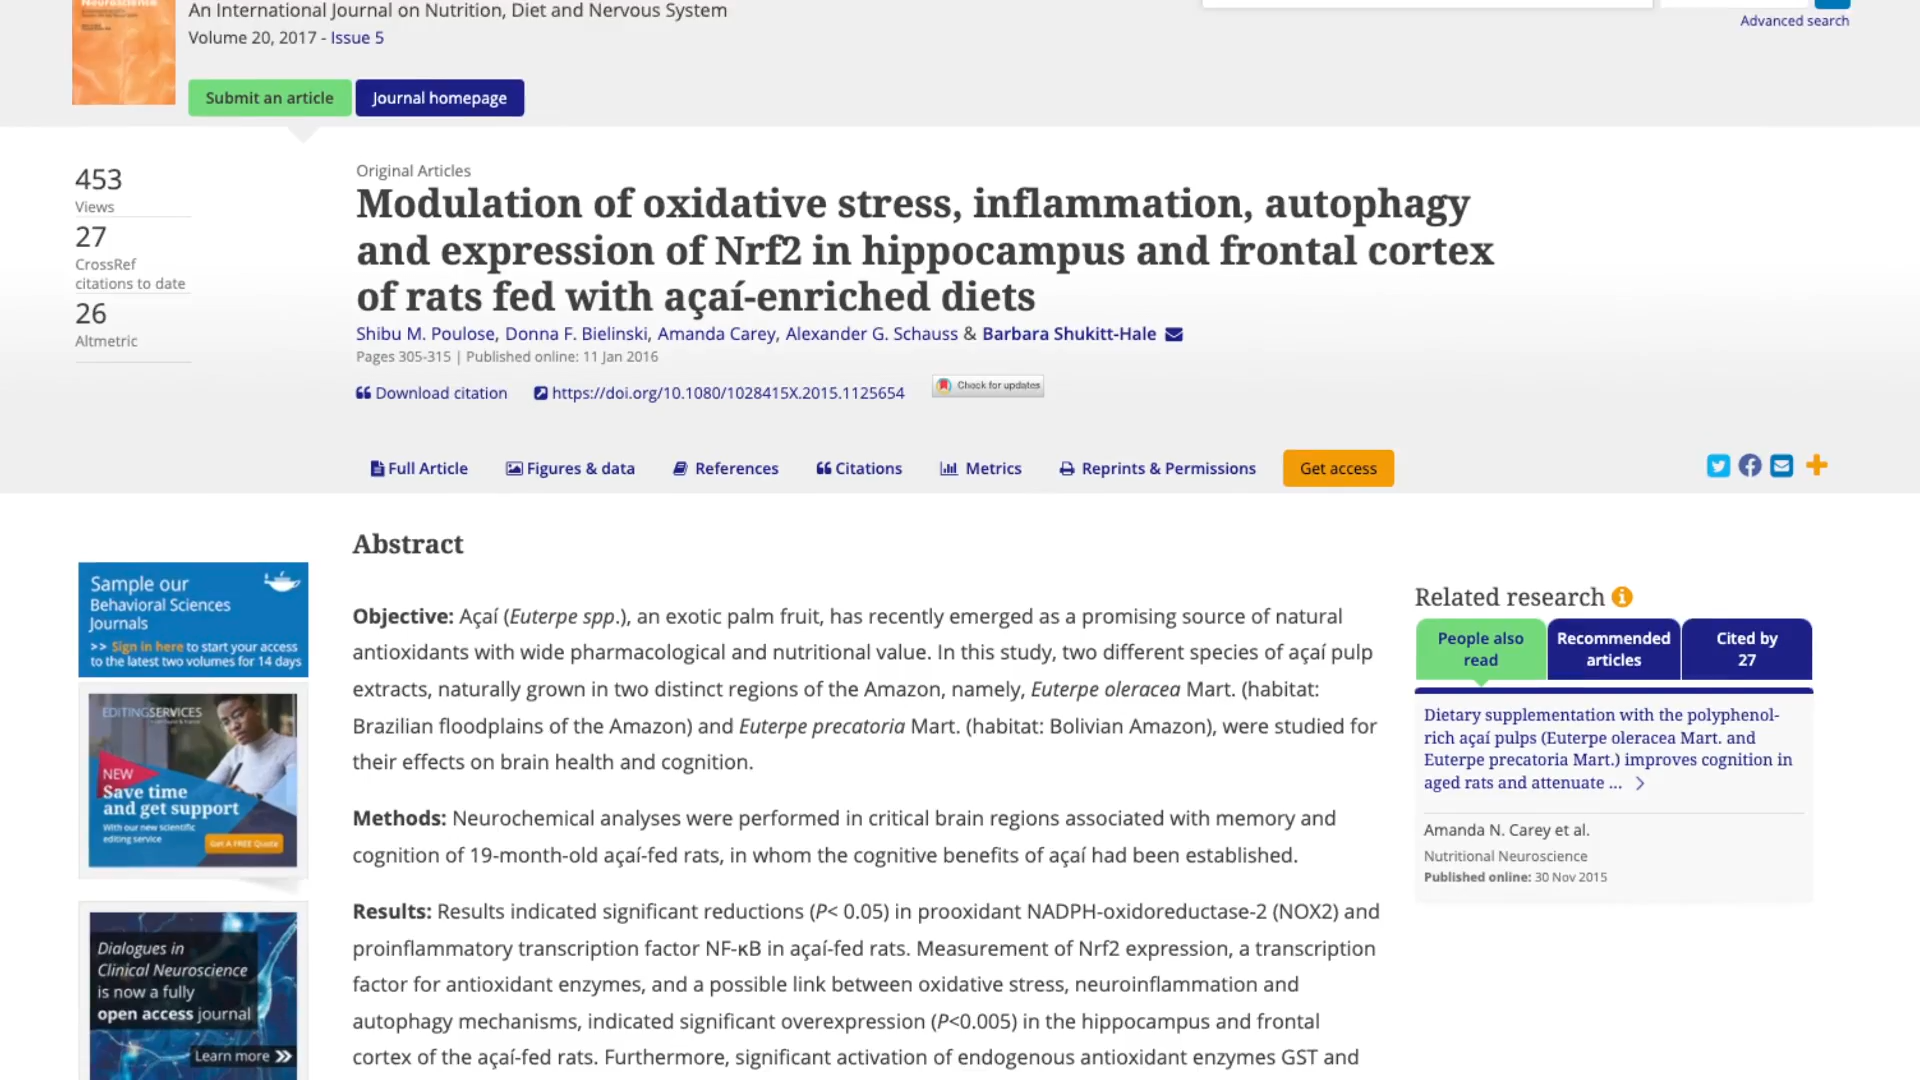 Neuroscience
An International Journal on Nutrition, Diet and Nervous System
Volume 20, 2017 - Issue 5
Advanced search
Submit an article
Journal homepage
453
Views
27
CrossRef
citations to date
26
Altmetric
Original Articles
Modulation of oxidative stress, inflammation, autophagy
and expression of Nrf2 in hippocampus and frontal cortex
of rats fed with açaí-enriched diets
Shibu M. Poulose, Donna F. Bielinski, Amanda Carey, Alexander G. Schauss & Barbara Shukitt-Hale
Pages 305-315 | Published online: 11 Jan 2016
Download citation
https://doi.org/10.1080/1028415X.2015.1125654
Check for updates
Full Article
Figures & data
References
Citations
Metrics
Reprints & Permissions
Get access
Abstract
Objective: Açaí (Euterpe spp.), an exotic palm fruit, has recently emerged as a promising source of natural
antioxidants with wide pharmacological and nutritional value. In this study, two different species of açaí pulp
extracts, naturally grown in two distinct regions of the Amazon, namely, Euterpe oleracea Mart. (habitat:
Brazilian floodplains of the Amazon) and Euterpe precatoria Mart. (habitat: Bolivian Amazon), were studied for
their effects on brain health and cognition.
Methods: Neurochemical analyses were performed in critical brain regions associated with memory and
cognition of 19-month-old açaí-fed rats, in whom the cognitive benefits of açaí had been established.
Results: Results indicated significant reductions (P< 0.05) in prooxidant NADPH-oxidoreductase-2 (NOX2) and
proinflammatory transcription factor NF-κB in açaí-fed rats. Measurement of Nrf2 expression, a transcription
factor for antioxidant enzymes, and a possible link between oxidative stress, neuroinflammation and
autophagy mechanisms, indicated significant overexpression (P<0.005) in the hippocampus and frontal
cortex of the açaí-fed rats. Furthermore, significant activation of endogenous antioxidant enzymes GST and
Sample our
Behavioral Sciences
Journals
>> Sign in here to start your access
to the latest two volumes for 14 days
EDITINGSERVICES
NEW
Save time
and get support
With our new scientific
editing service
Get A FREE Quote
Dialogues in
Clinical Neuroscience
is now a fully
open access journal
Learn more
Related research
People also
read
Recommended
articles
Cited by
27
Dietary supplementation with the polyphenol-
rich açaí pulps (Euterpe oleracea Mart. and
Euterpe precatoria Mart.) improves cognition in
aged rats and attenuate ...
Amanda N. Carey et al.
Nutritional Neuroscience
Published online: 30 Nov 2015